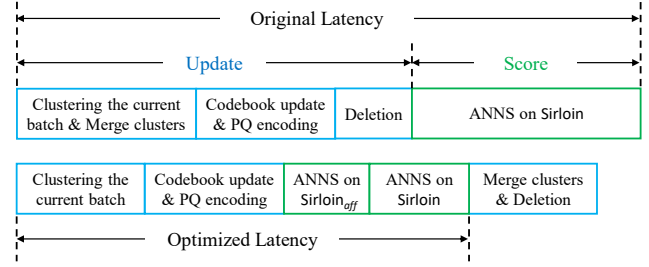 Original Latency
Update
Score
Clustering the current
batch & Merge clusters
Codebook update
& PQ encoding
Deletion
ANNS on Sirloin
Clustering the
current batch
Codebook update
& PQ encoding
ANNS on
Sirloin_aff
ANNS on
Sirloin
Merge clusters
& Deletion
Optimized Latency